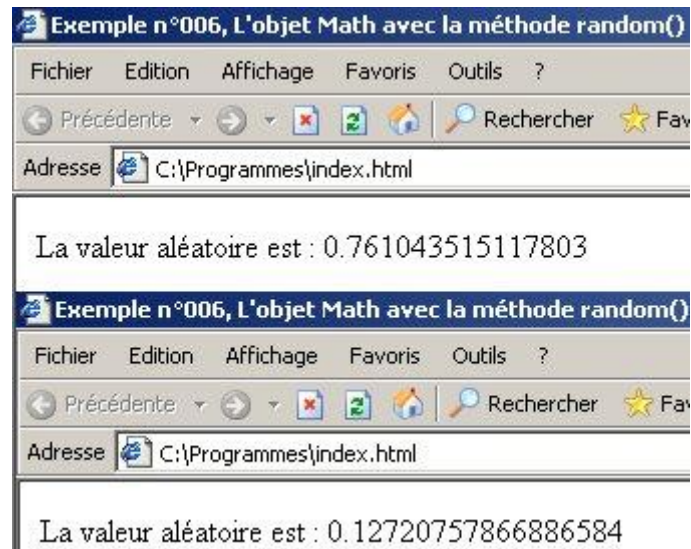 Exemple n°006, L'objet Math avec la méthode random()
Fichier Edition Affichage Favoris Outils ?
Précédente Rechercher Fav
Adresse C:\Programmes\index.html
La valeur aléatoire est : 0.761043515117803
Exemple n°006, L'objet Math avec la méthode random()
Fichier Edition Affichage Favoris Outils ?
Précédente Rechercher Fav
Adresse C:\Programmes\index.html
La valeur aléatoire est : 0.12720757866886584